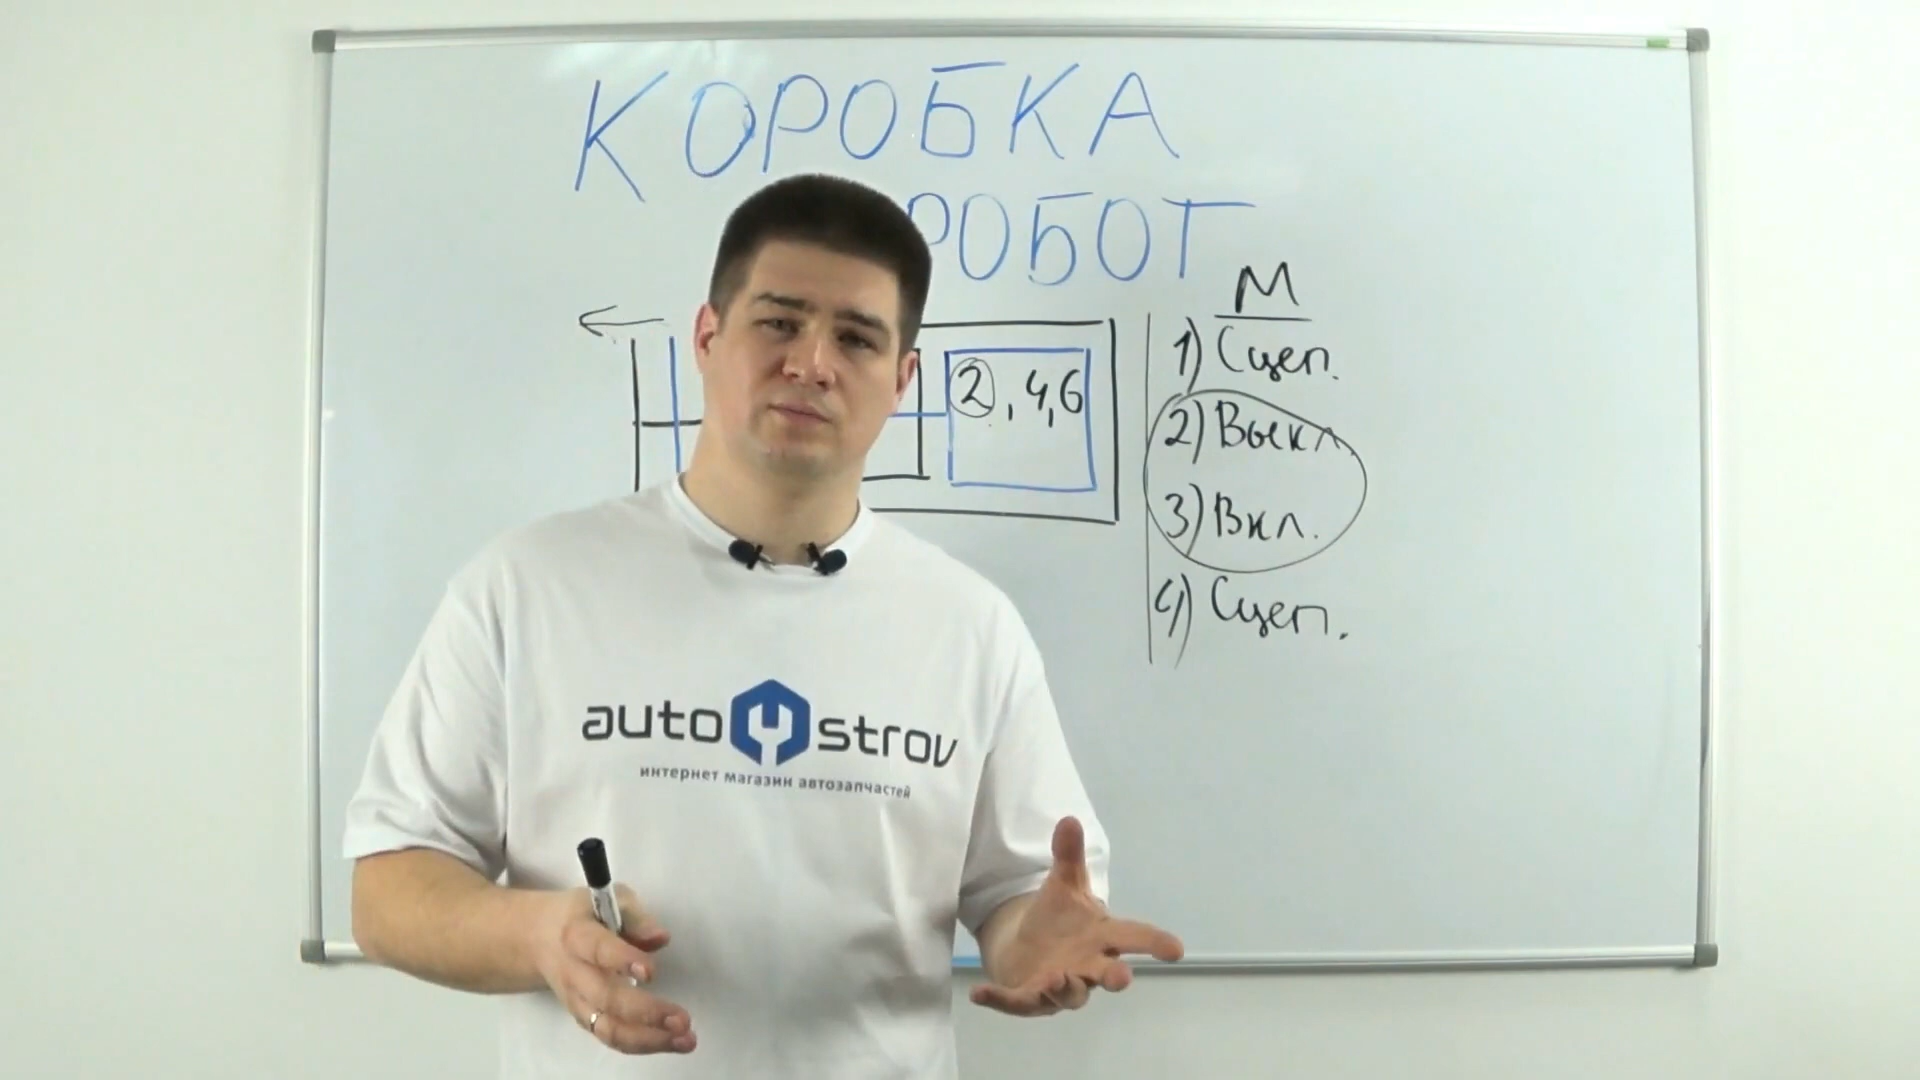 КОРОБКА
РОБОТ
М
1) Сцеп.
2, 4, 6
2) Выкл.
3) Вкл.
4) Сцеп.
auto strov
интернет магазин автозапчастей